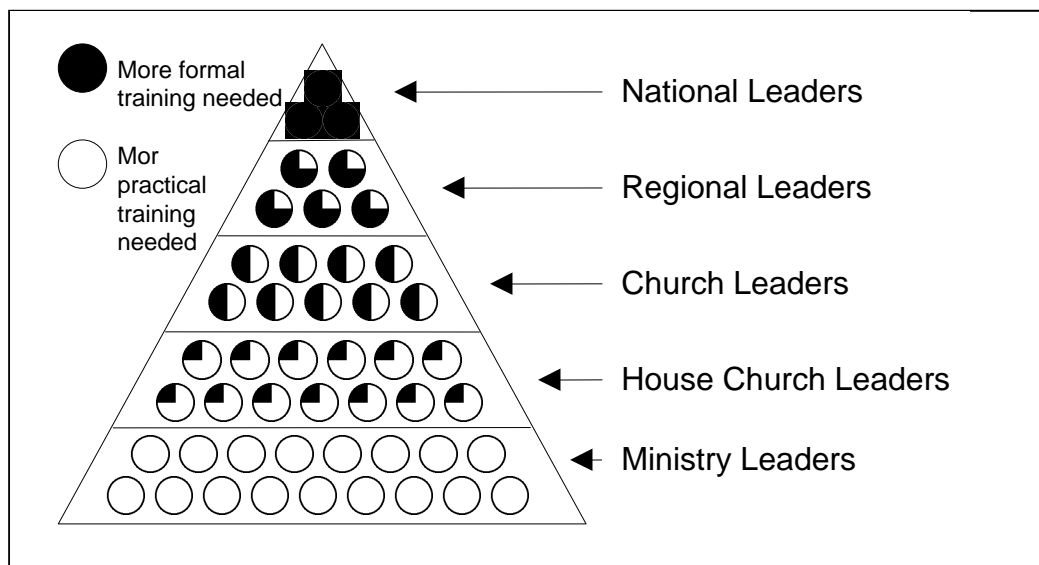 More formal
training needed
Mor
practical
training
needed
National Leaders
Regional Leaders
Church Leaders
House Church Leaders
Ministry Leaders